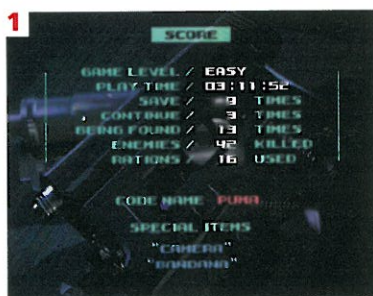 1
SCORE
GAME LEVEL / EASY
PLAY TIME / 03:11:52
SAVE / 9 TIMES
CONTINUE / 3 TIMES
BEING FOUND / 13 TIMES
ENEMIES / 42 KILLED
RATIONS / 16 USED
CODE NAME PUMA
SPECIAL ITEMS
"CAMERA"
"BANDANA"